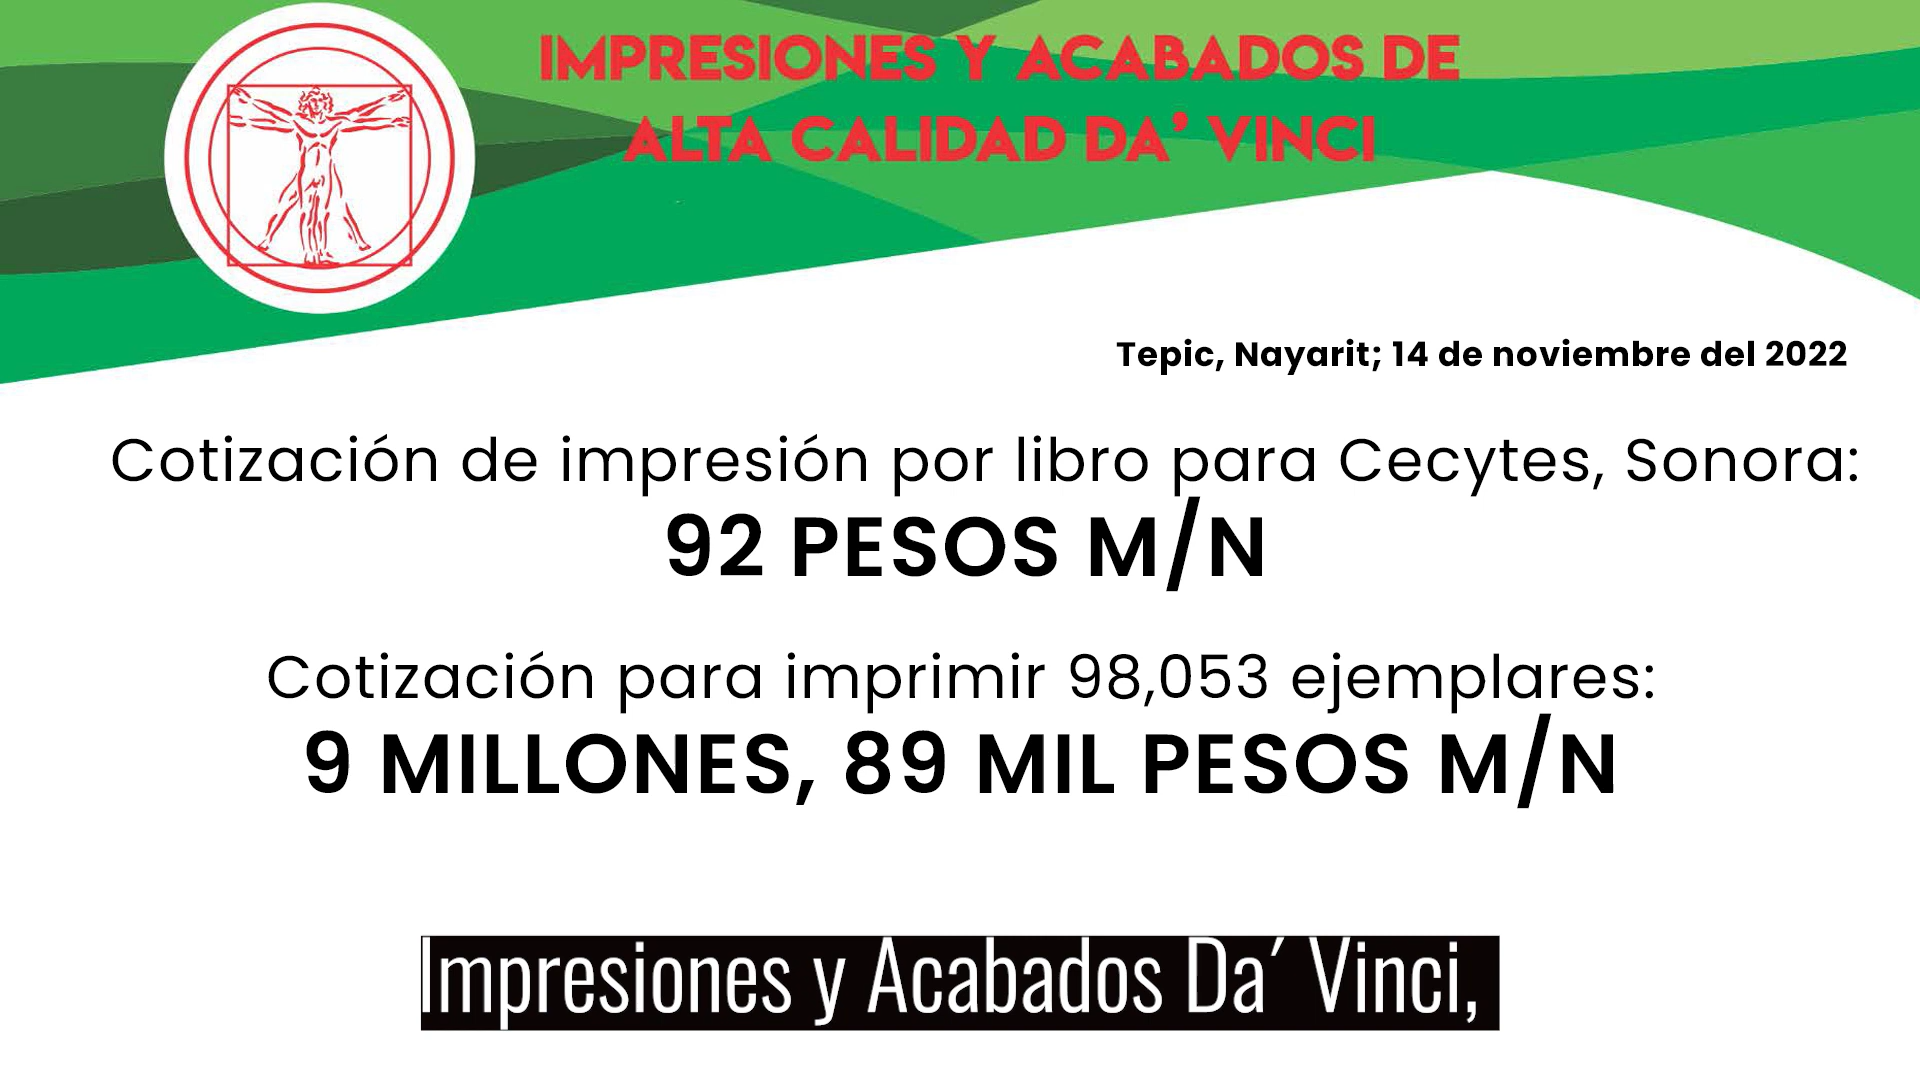 IMPRESIONES Y ACABADOS DE
ALTA CALIDAD DA’ VINCI
Tepic, Nayarit; 14 de noviembre del 2022
Cotización de impresión por libro para Cecytes, Sonora:
92 PESOS M/N
Cotización para imprimir 98,053 ejemplares:
9 MILLONES, 89 MIL PESOS M/N
Impresiones y Acabados Da´ Vinci,